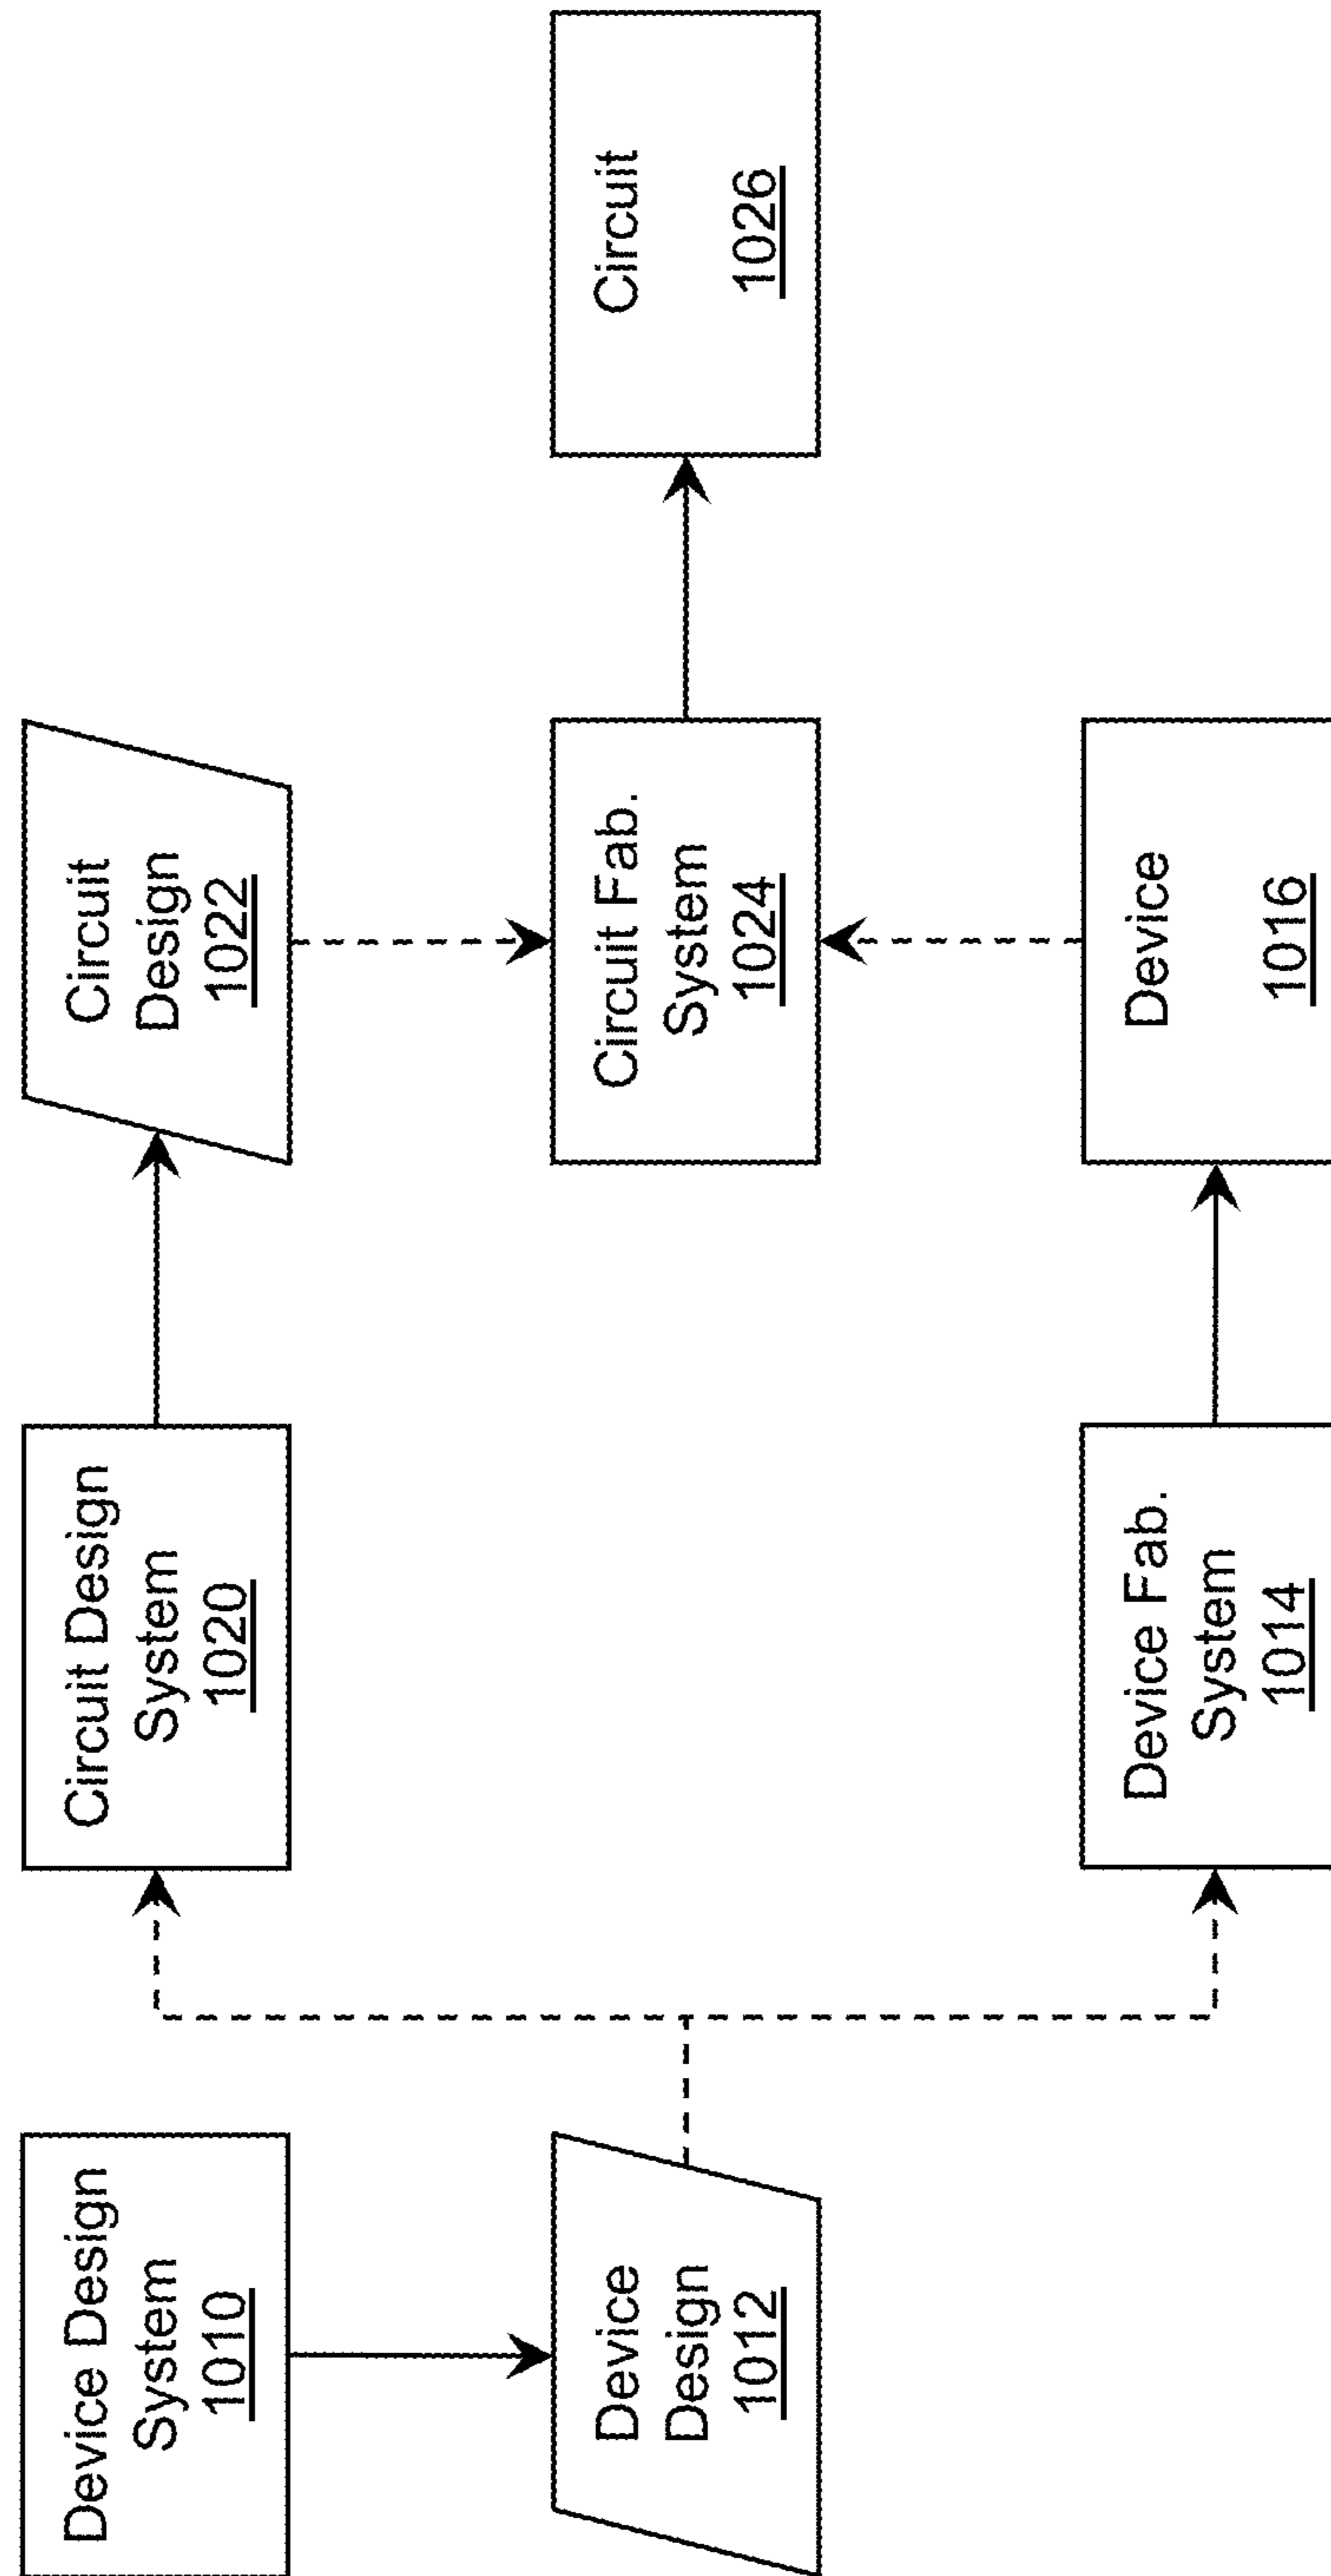 Device Design
System
1010
Device
Design
1012
Circuit Design
System
1020
Device Fab.
System
1014
Circuit
Design
1022
Circuit Fab.
System
1024
Device
1016
Circuit
1026